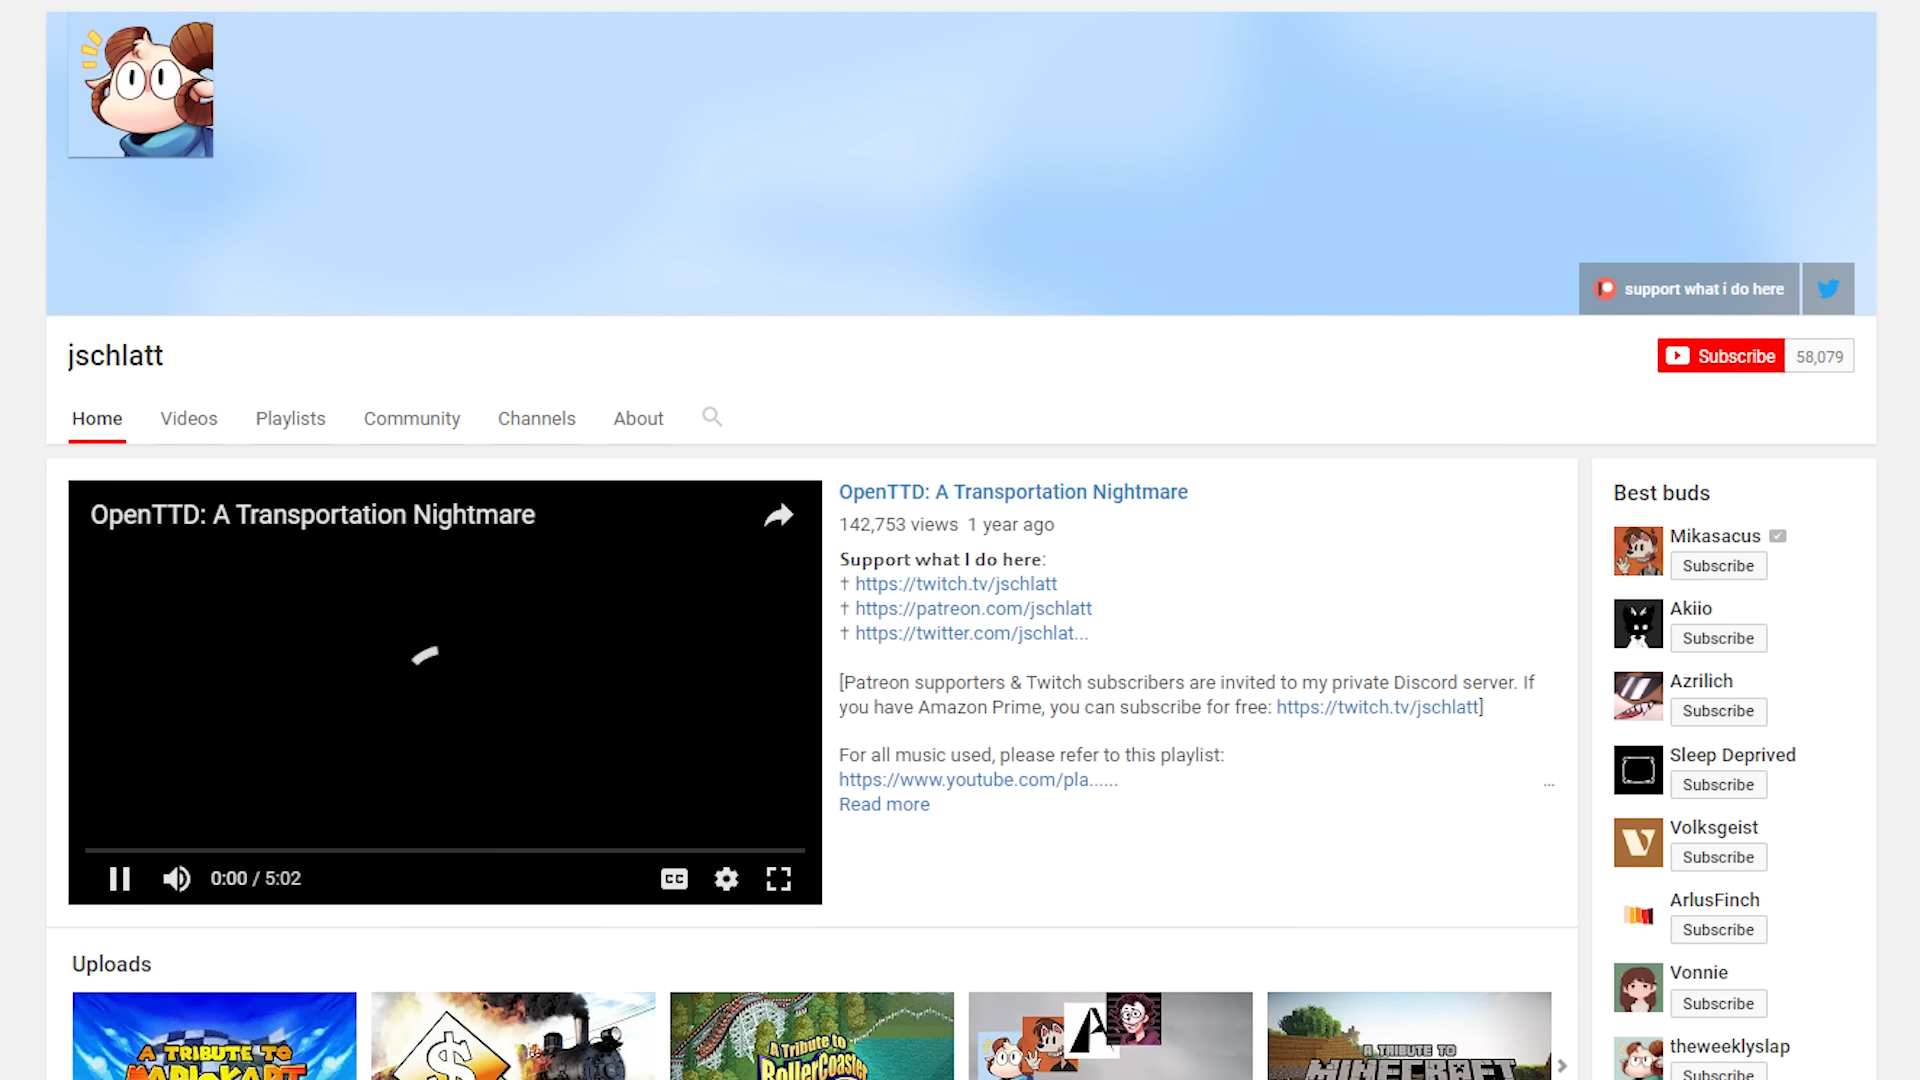 support what i do here
jschlatt
Subscribe 58,079
Home Videos Playlists Community Channels About
OpenTTD: A Transportation Nightmare
0:00 / 5:02
CC
OpenTTD: A Transportation Nightmare
142,753 views 1 year ago
Support what I do here:
† https://twitch.tv/jschlatt
† https://patreon.com/jschlatt
† https://twitter.com/jschlat...
[Patreon supporters & Twitch subscribers are invited to my private Discord server. If
you have Amazon Prime, you can subscribe for free: https://twitch.tv/jschlatt]
For all music used, please refer to this playlist:
https://www.youtube.com/pla......
...
Read more
Best buds
Mikasacus
Subscribe
Akiio
Subscribe
Azrilich
Subscribe
Sleep Deprived
Subscribe
Volksgeist
Subscribe
ArlusFinch
Subscribe
Vonnie
Subscribe
theweeklyslap
Subscribe
Uploads
A TRIBUTE TO
MARIO KART
$
A Tribute to
RollerCoaster
A
A TRIBUTE TO
MINECRAFT